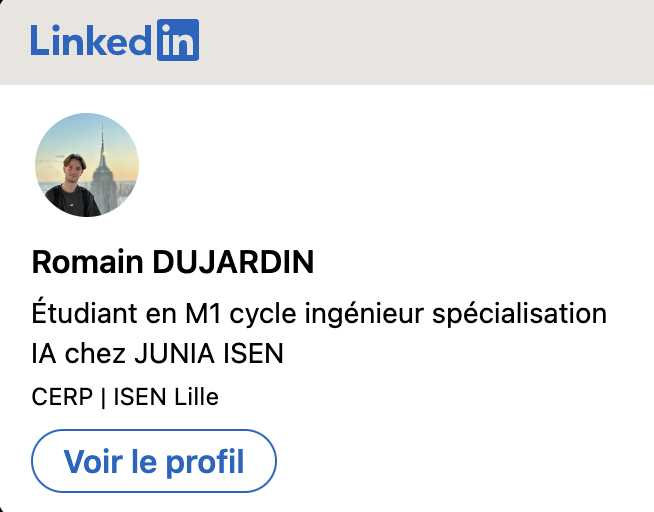 LinkedIn
Romain DUJARDIN
Étudiant en M1 cycle ingénieur spécialisation
IA chez JUNIA ISEN
CERP | ISEN Lille
Voir le profil